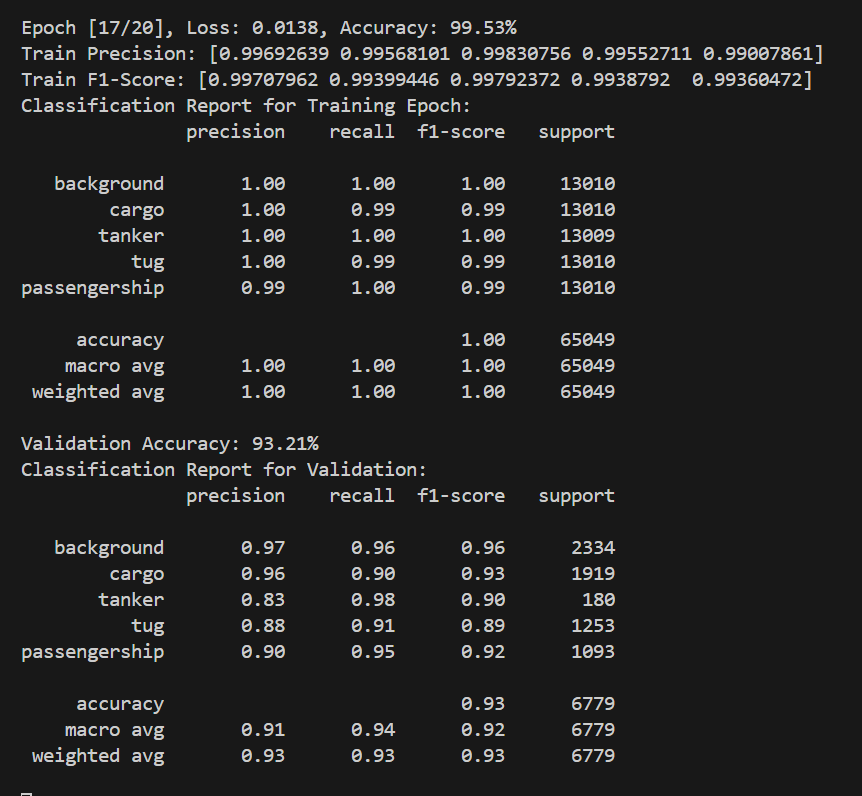 Epoch [17/20], Loss: 0.0138, Accuracy: 99.53%
Train Precision: [0.99692639 0.99568101 0.99830756 0.99552711 0.99007861]
Train F1-Score: [0.99707962 0.99399446 0.99792372 0.9938792  0.99360472]
Classification Report for Training Epoch:
               precision    recall  f1-score   support

   background       1.00      1.00      1.00     13010
        cargo       1.00      0.99      0.99     13010
       tanker       1.00      1.00      1.00     13009
          tug       1.00      0.99      0.99     13010
passengership       0.99      1.00      0.99     13010

     accuracy                           1.00     65049
    macro avg       1.00      1.00      1.00     65049
 weighted avg       1.00      1.00      1.00     65049

Validation Accuracy: 93.21%
Classification Report for Validation:
               precision    recall  f1-score   support

   background       0.97      0.96      0.96      2334
        cargo       0.96      0.90      0.93      1919
       tanker       0.83      0.98      0.90       180
          tug       0.88      0.91      0.89      1253
passengership       0.90      0.95      0.92      1093

     accuracy                           0.93      6779
    macro avg       0.91      0.94      0.92      6779
 weighted avg       0.93      0.93      0.93      6779